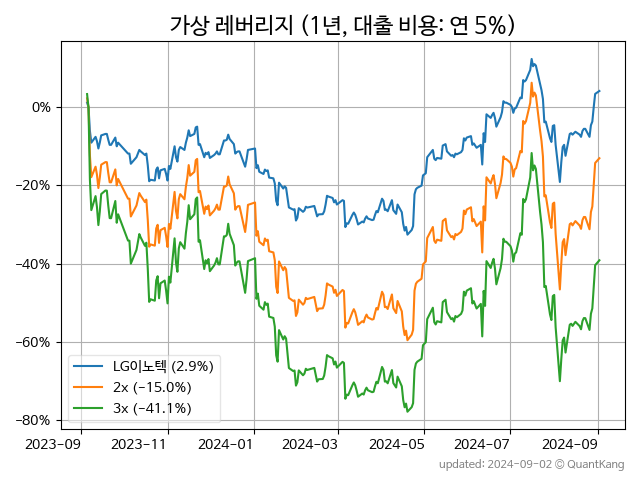 가상 레버리지 (1년, 대출 비용: 연 5%)
0%
−20%
−40%
−60%
−80%
LG이노텍 (2.9%)
2x (−15.0%)
3x (−41.1%)
2023-09 2023-11 2024-01 2024-03 2024-05 2024-07 2024-09
updated: 2024-09-02 © QuantKang